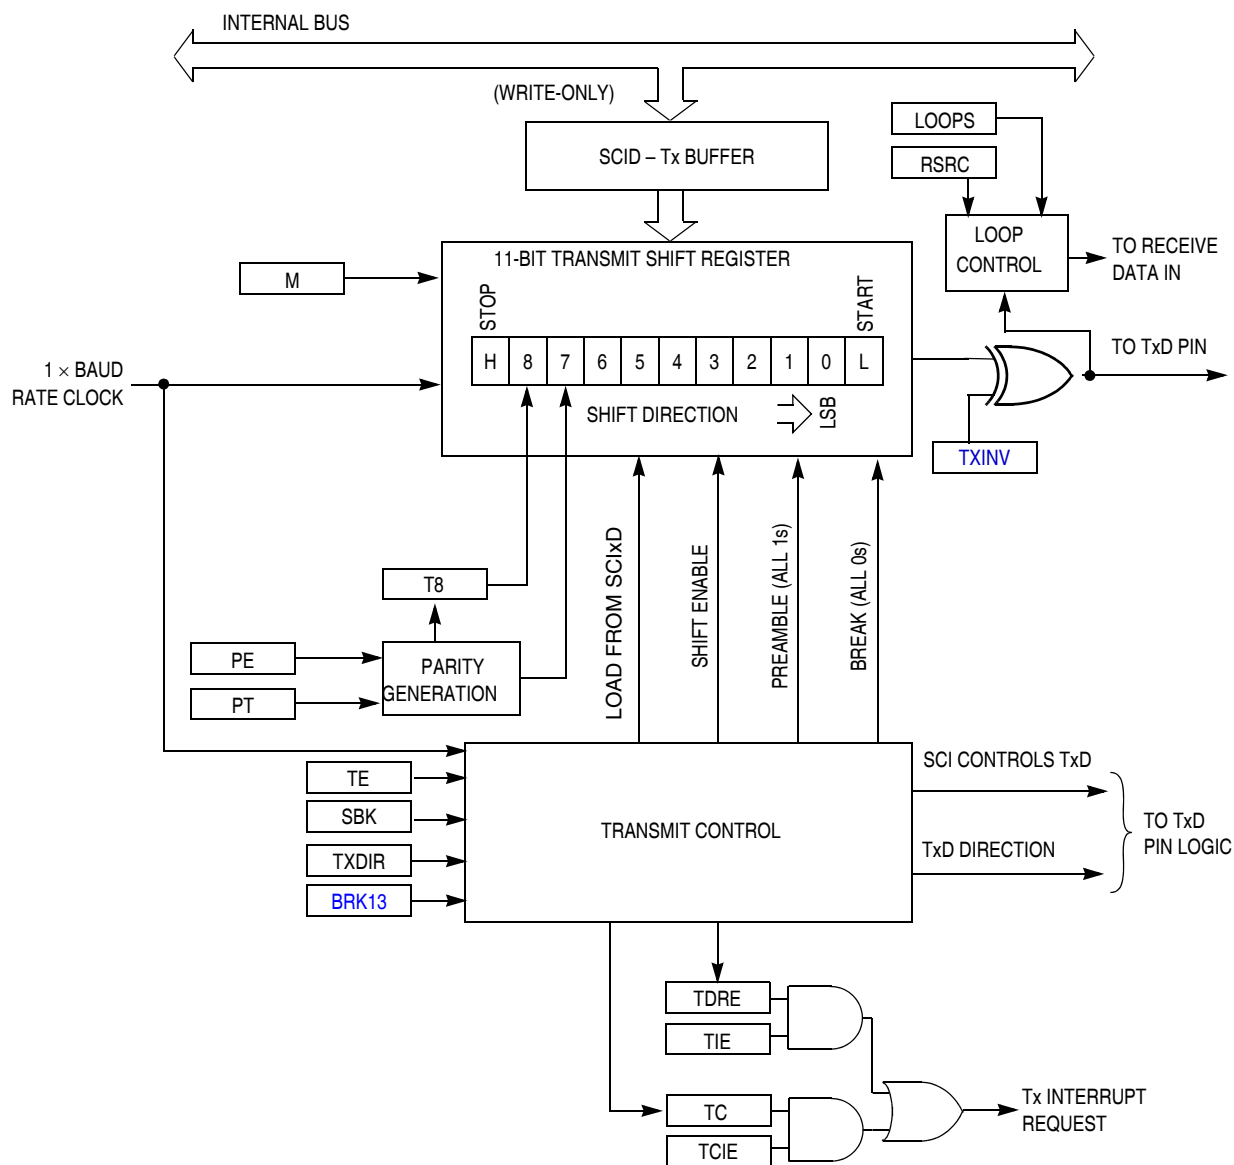 INTERNAL BUS
(WRITE-ONLY)
SCID – Tx BUFFER
LOOPS
RSRC
LOOP
CONTROL
TO RECEIVE
DATA IN
11-BIT TRANSMIT SHIFT REGISTER
M
STOP
START
H 8 7 6 5 4 3 2 1 0 L
1 × BAUD
RATE CLOCK
SHIFT DIRECTION
LSB
TO TxD PIN
TXINV
LOAD FROM SCIxD
SHIFT ENABLE
PREAMBLE (ALL 1s)
BREAK (ALL 0s)
T8
PE
PT
PARITY
GENERATION
TE
SBK
TXDIR
BRK13
TRANSMIT CONTROL
SCI CONTROLS TxD
TxD DIRECTION
TO TxD
PIN LOGIC
TDRE
TIE
TC
TCIE
Tx INTERRUPT
REQUEST